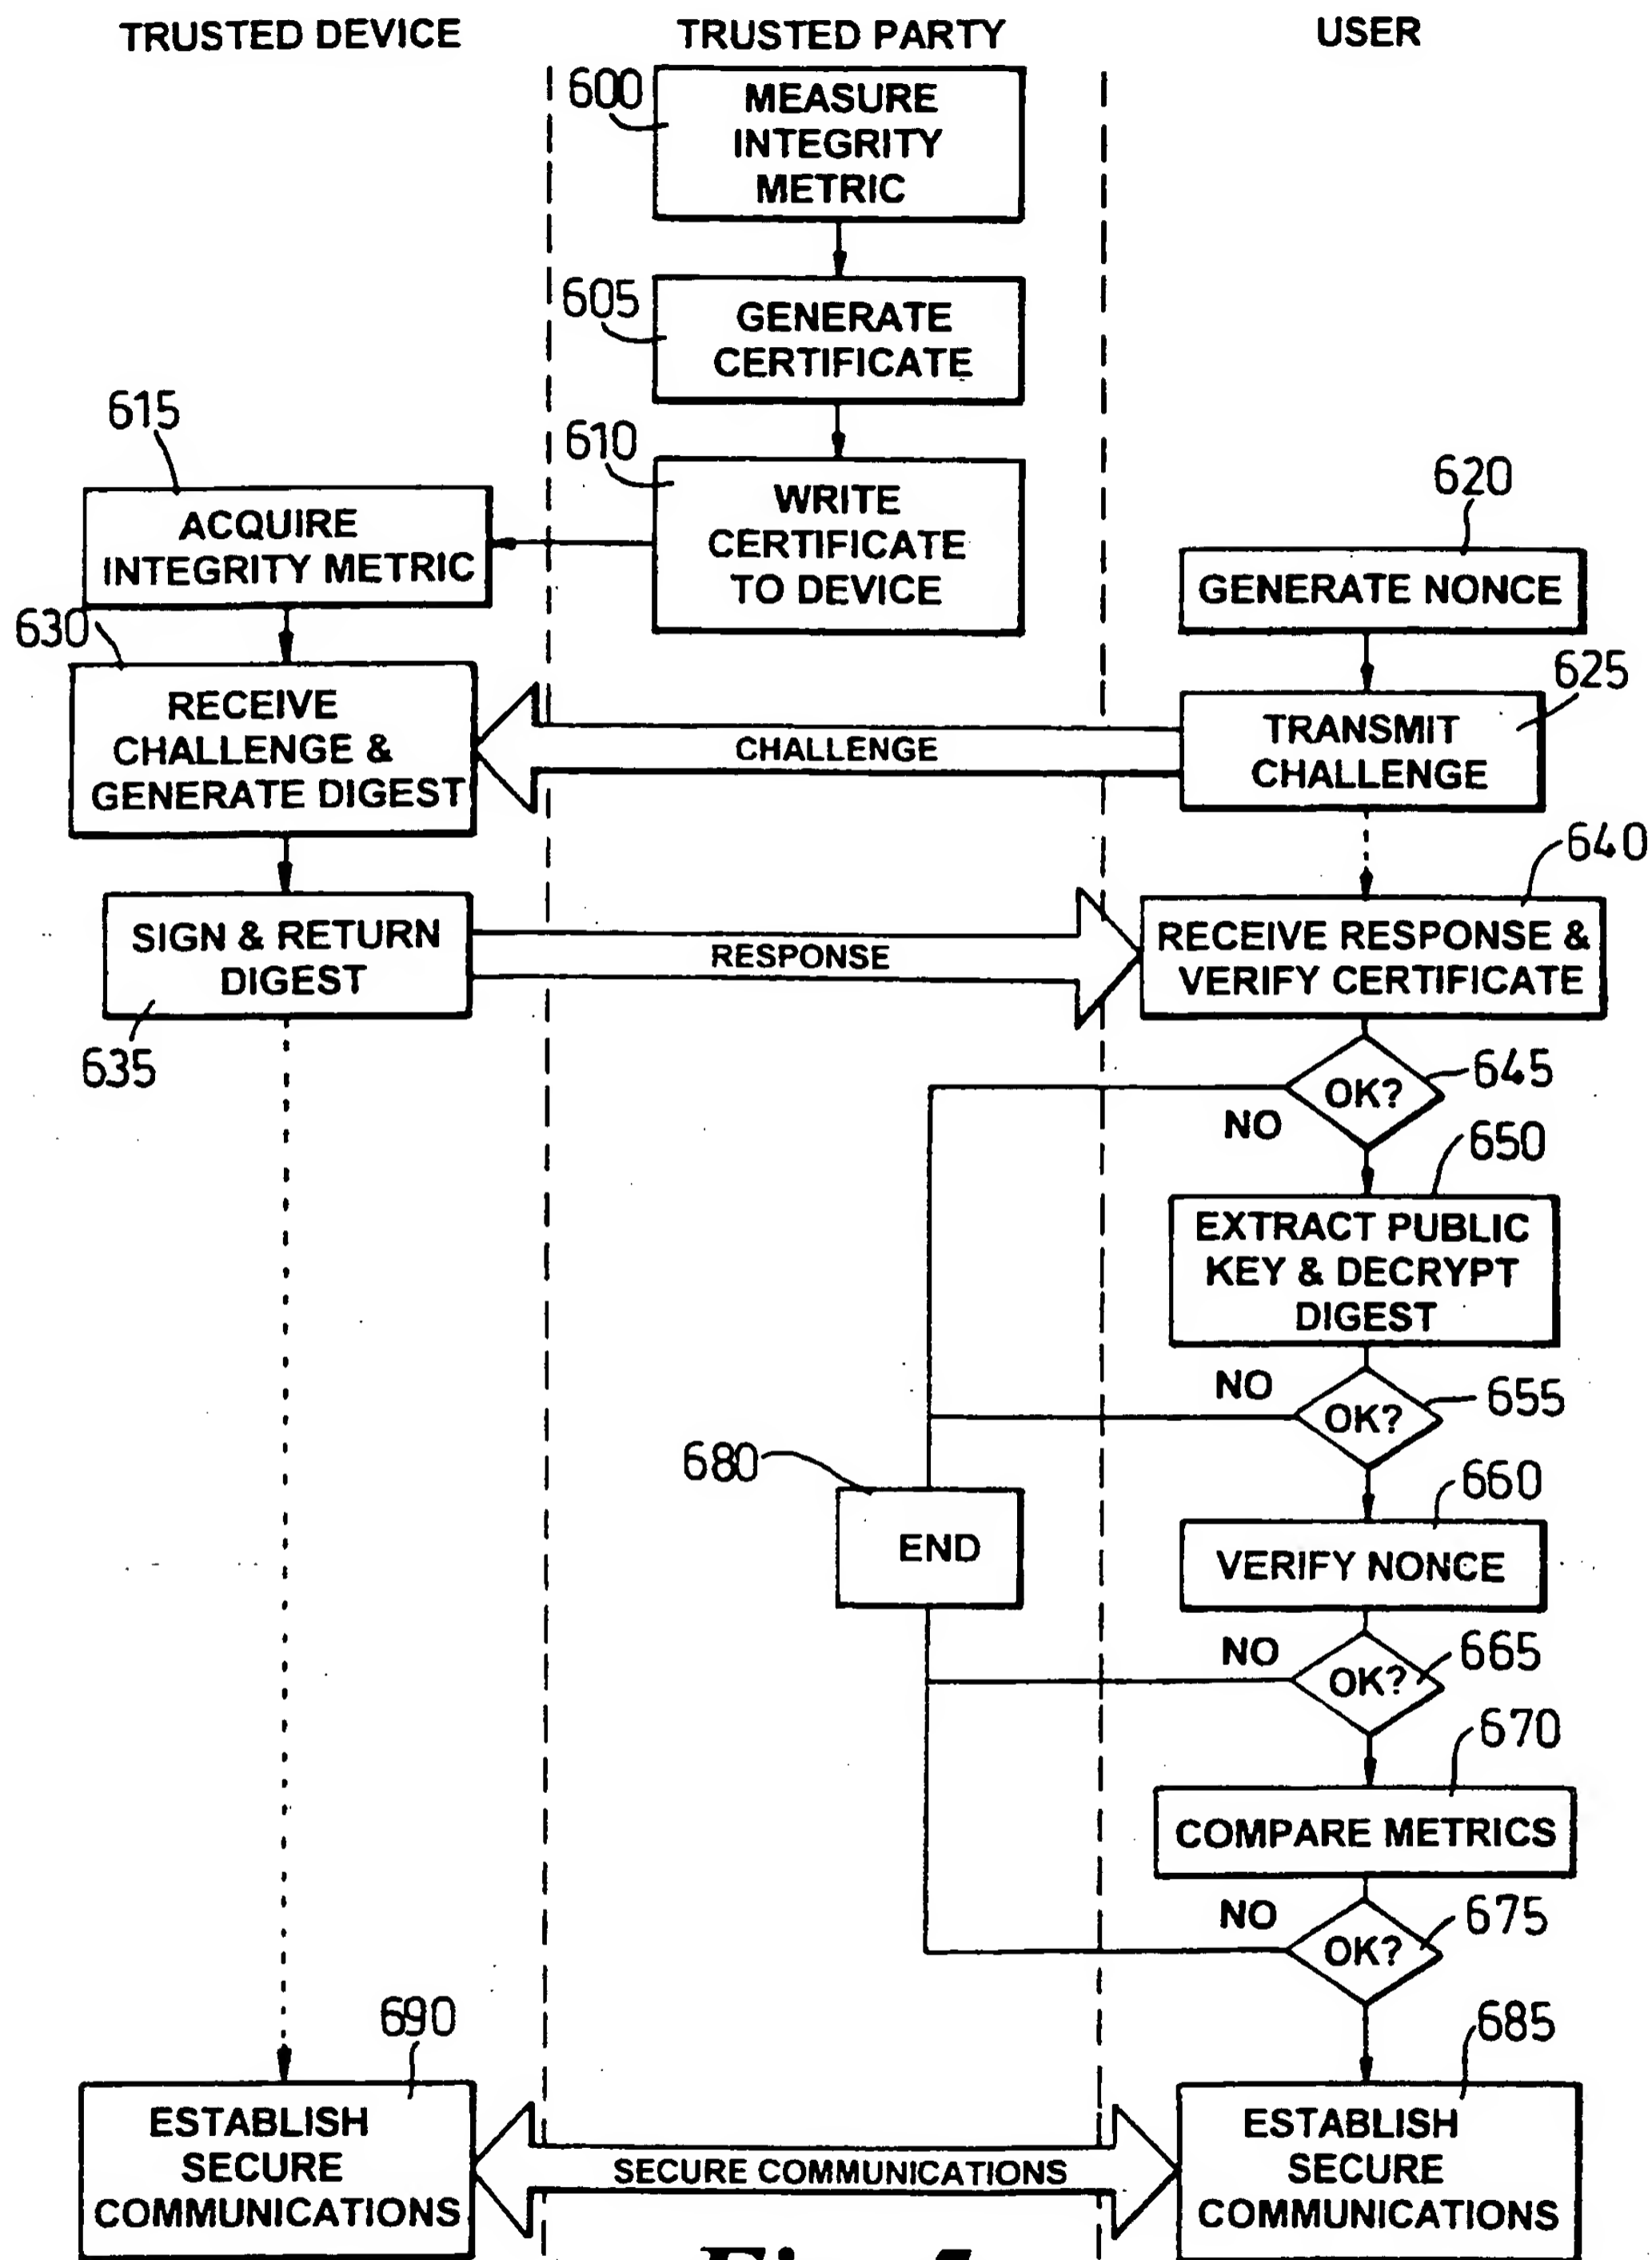 TRUSTED DEVICE
TRUSTED PARTY
USER
600
MEASURE
INTEGRITY
METRIC
605
GENERATE
CERTIFICATE
610
WRITE
CERTIFICATE
TO DEVICE
615
ACQUIRE
INTEGRITY METRIC
620
GENERATE NONCE
625
TRANSMIT
CHALLENGE
CHALLENGE
630
RECEIVE
CHALLENGE &
GENERATE DIGEST
SIGN & RETURN
DIGEST
635
RESPONSE
640
RECEIVE RESPONSE &
VERIFY CERTIFICATE
OK?
645
NO
650
EXTRACT PUBLIC
KEY & DECRYPT
DIGEST
NO
OK?
655
680
END
660
VERIFY NONCE
NO
OK?
665
670
COMPARE METRICS
NO
OK?
675
690
ESTABLISH
SECURE
COMMUNICATIONS
SECURE COMMUNICATIONS
685
ESTABLISH
SECURE
COMMUNICATIONS